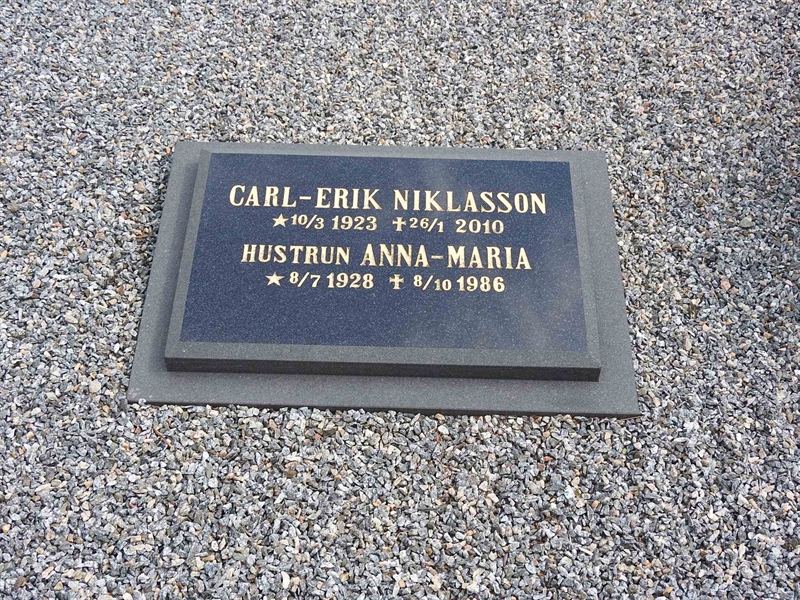 CARL-ERIK NIKLASSON
★ 10/3 1923 ✝ 26/1 2010
HUSTRUN ANNA-MARIA
★ 8/7 1928 ✝ 8/10 1986